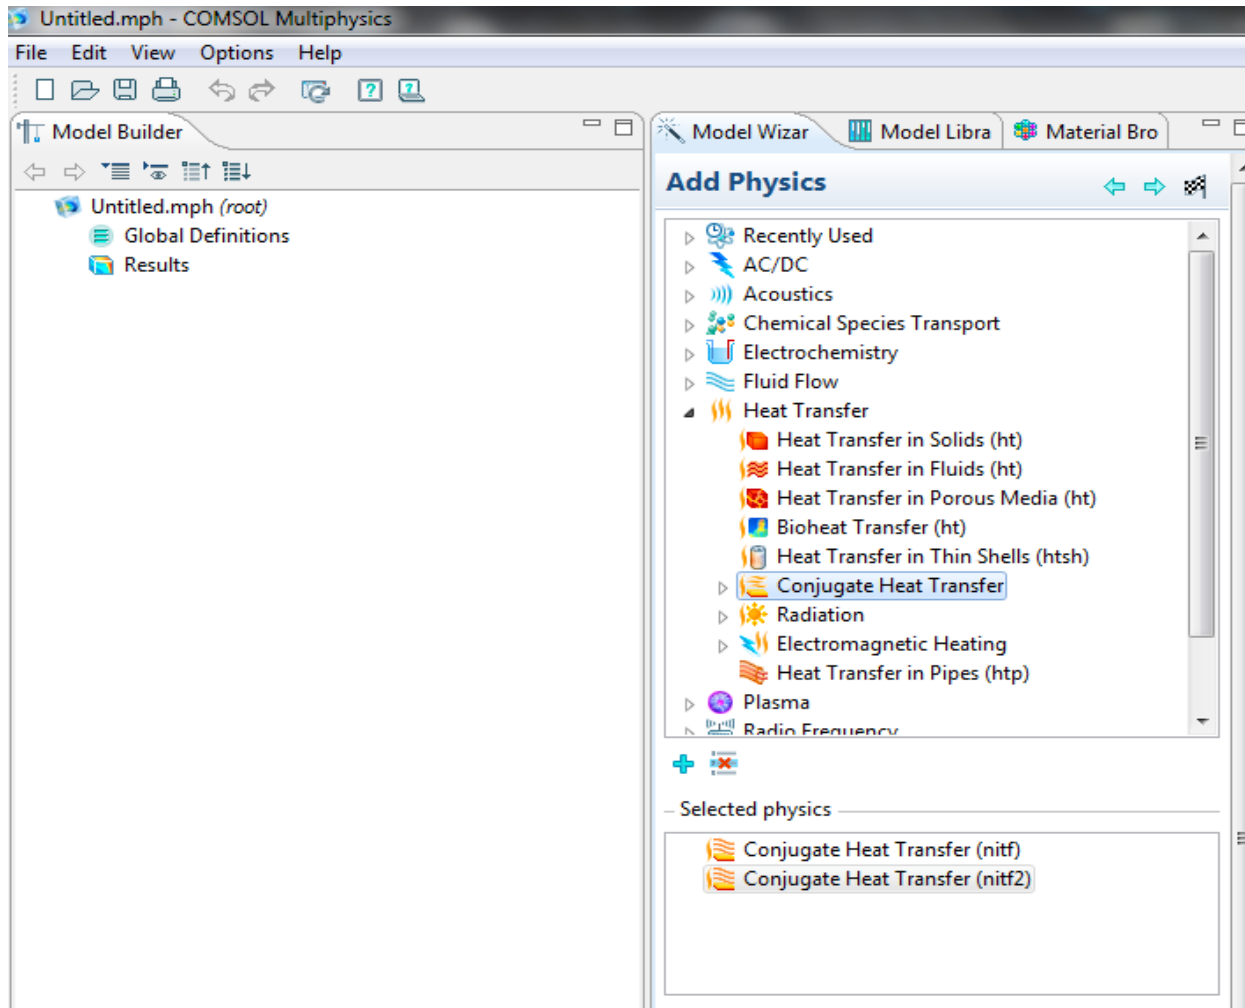 Untitled.mph - COMSOL Multiphysics
File Edit View Options Help
Model Builder
Untitled.mph (root)
Global Definitions
Results
Model Wizar
Model Libra
Material Bro
Add Physics
Recently Used
AC/DC
Acoustics
Chemical Species Transport
Electrochemistry
Fluid Flow
Heat Transfer
Heat Transfer in Solids (ht)
Heat Transfer in Fluids (ht)
Heat Transfer in Porous Media (ht)
Bioheat Transfer (ht)
Heat Transfer in Thin Shells (htsh)
Conjugate Heat Transfer
Radiation
Electromagnetic Heating
Heat Transfer in Pipes (htp)
Plasma
Radio Frequency
Selected physics
Conjugate Heat Transfer (nitf)
Conjugate Heat Transfer (nitf2)